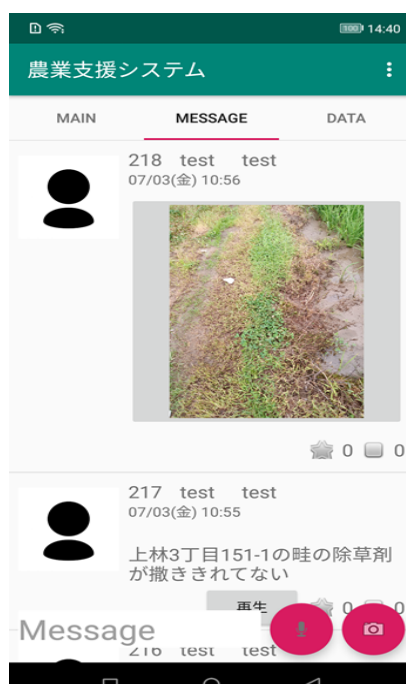 100 14:40
農業支援システム
MAIN MESSAGE DATA
218 test test
07/03(金) 10:56
0 0
217 test test
07/03(金) 10:55
上林3丁目151-1の畦の除草剤
が撒ききれてない
再生 0 0
Message
216 test test